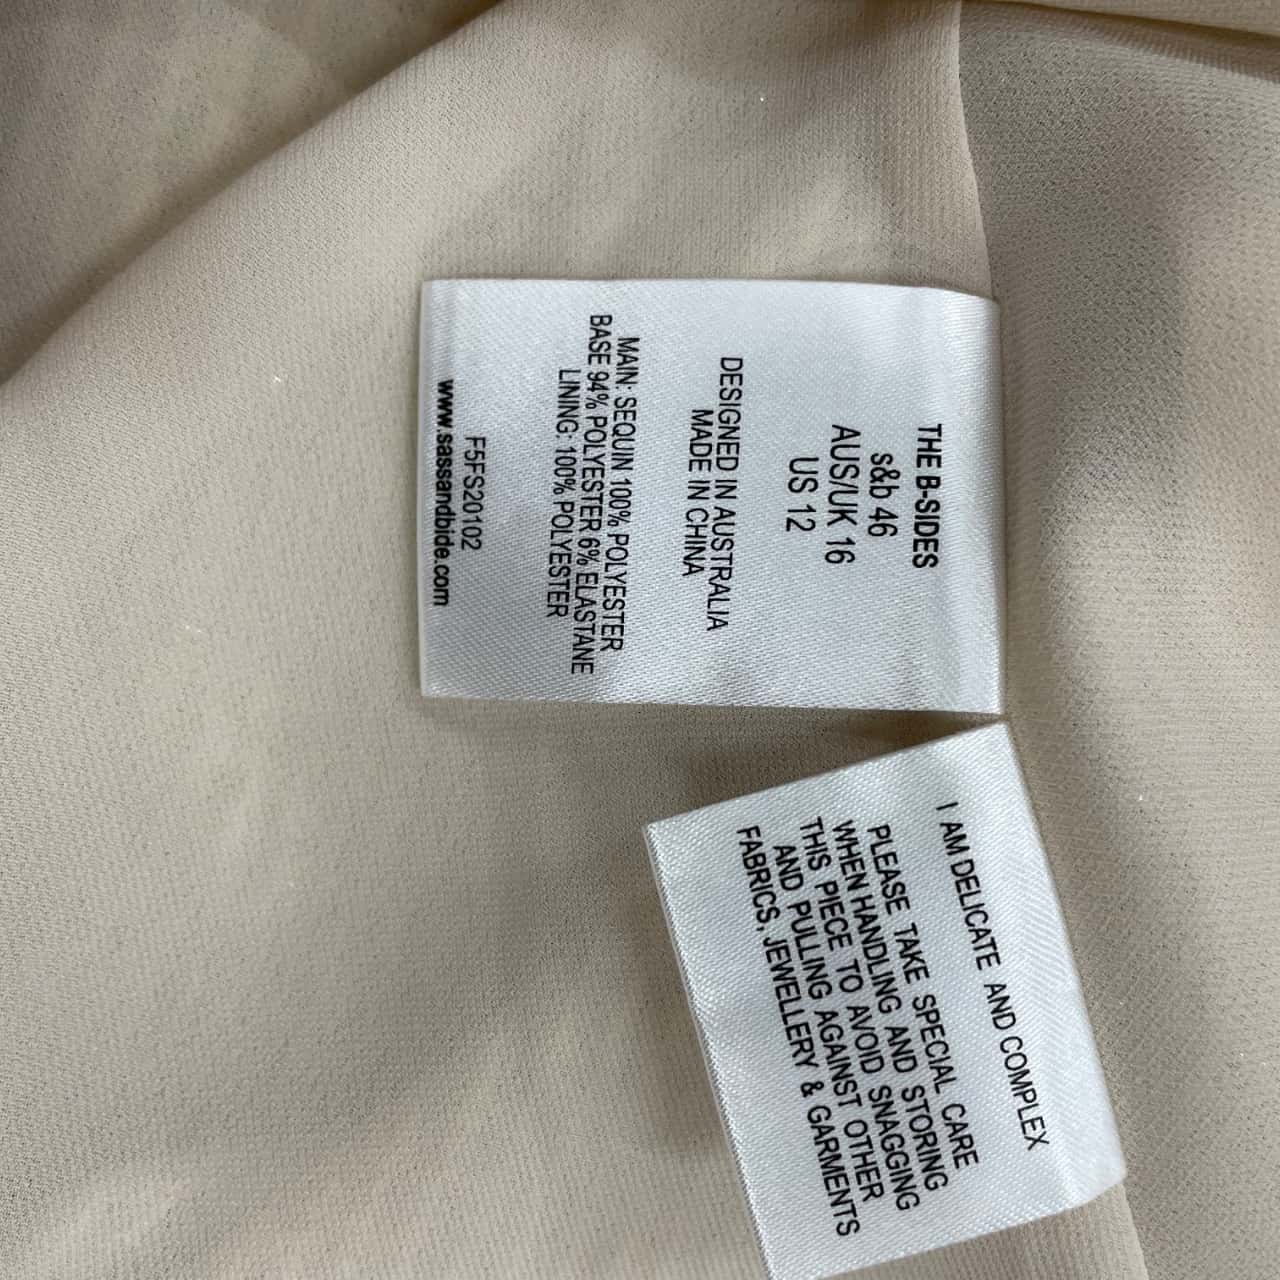 THE B-SIDES
s&b 46
AUS/UK 16
US 12
DESIGNED IN AUSTRALIA
MADE IN CHINA
MAIN: SEQUIN 100% POLYESTER
BASE 94% POLYESTER 6% ELASTANE
LINING: 100% POLYESTER
F5FS20102
www.sassandbide.com
I AM DELICATE AND COMPLEX
PLEASE TAKE SPECIAL CARE
WHEN HANDLING AND STORING
THIS PIECE TO AVOID SNAGGING
AND PULLING AGAINST OTHER
FABRICS, JEWELLERY & GARMENTS